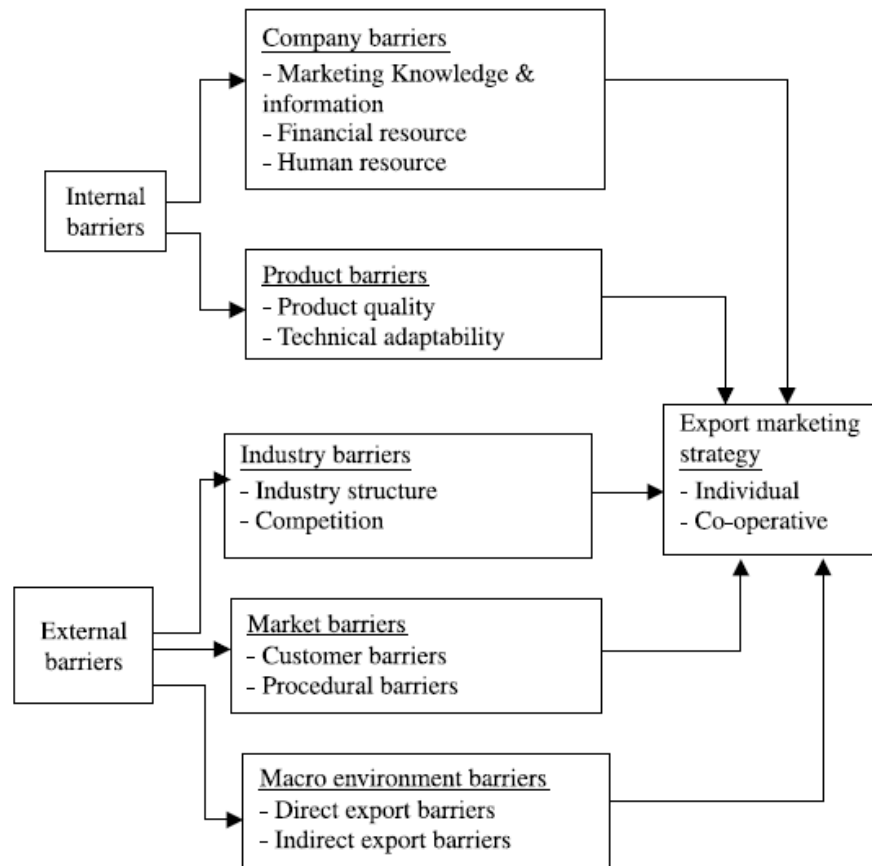 Company barriers
- Marketing Knowledge &
information
- Financial resource
- Human resource
Internal
barriers
Product barriers
- Product quality
- Technical adaptability
Export marketing
strategy
- Individual
- Co-operative
Industry barriers
- Industry structure
- Competition
External
barriers
Market barriers
- Customer barriers
- Procedural barriers
Macro environment barriers
- Direct export barriers
- Indirect export barriers